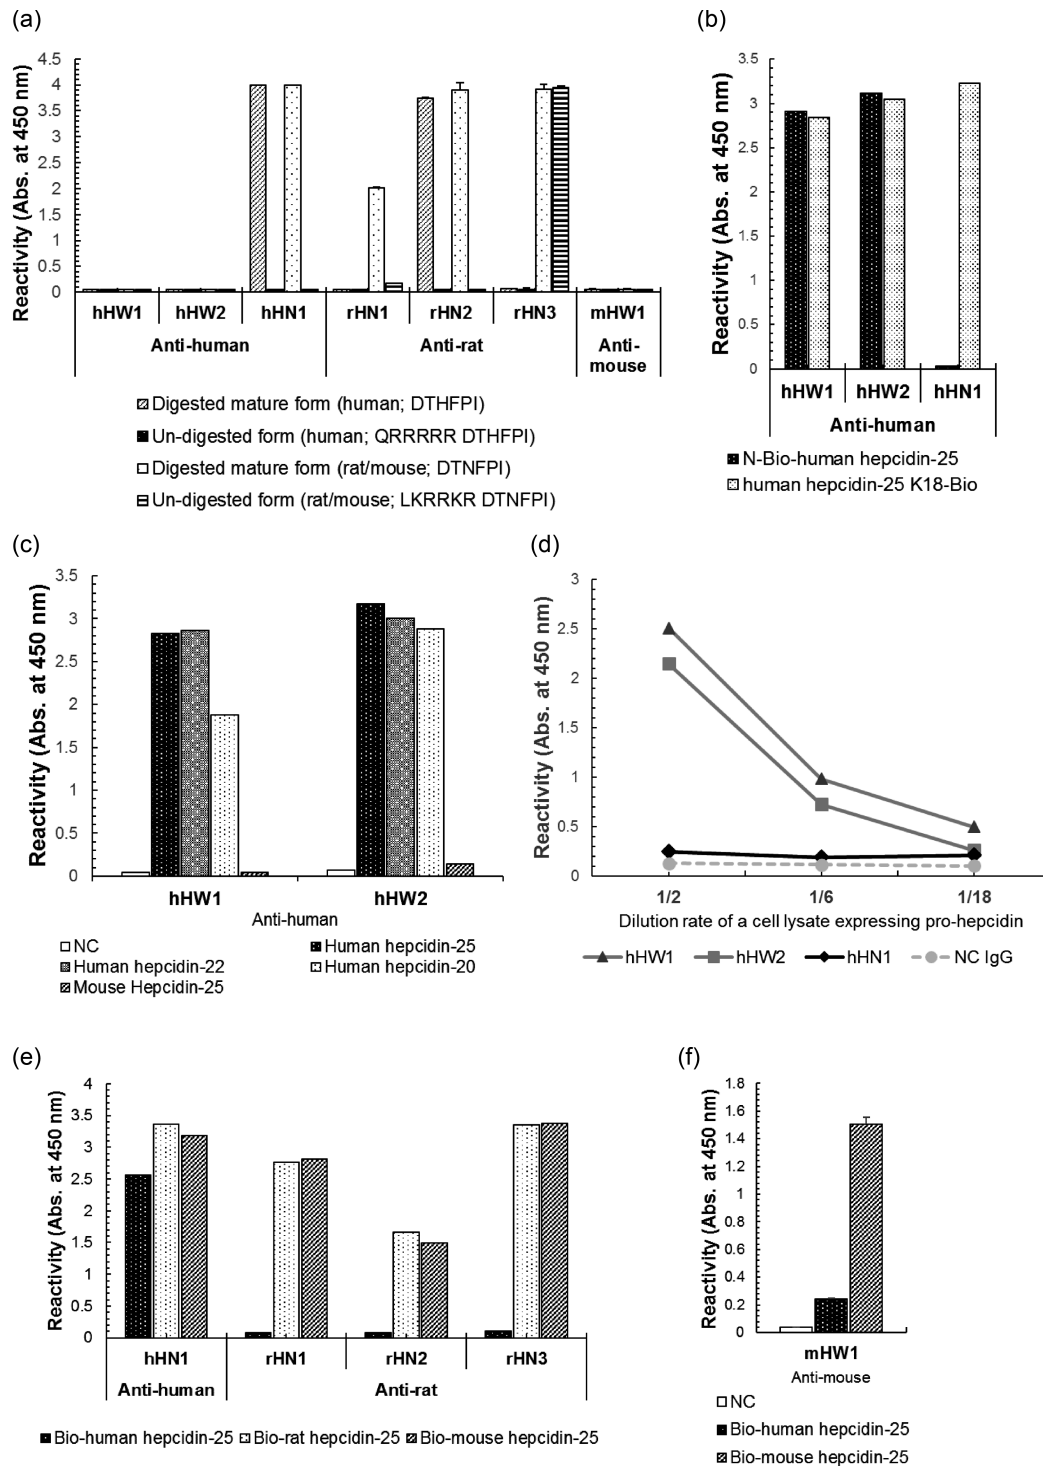 (a)
Reactivity (Abs. at 450 nm)
4.5
4
3.5
3
2.5
2
1.5
1
0.5
0
hHW1 hHW2 hHN1 rHN1 rHN2 rHN3 mHW1
Anti-human Anti-rat Anti-mouse
Digested mature form (human; DTHFPI)
Un-digested form (human; QRRRRR DTHFPI)
Digested mature form (rat/mouse; DTNFPI)
Un-digested form (rat/mouse; LKRRKR DTNFPI)
(b)
Reactivity (Abs. at 450 nm)
3.5
3
2.5
2
1.5
1
0.5
0
hHW1 hHW2 hHN1
Anti-human
N-Bio-human hepcidin-25
human hepcidin-25 K18-Bio
(c)
Reactivity (Abs. at 450 nm)
3.5
3
2.5
2
1.5
1
0.5
0
hHW1 hHW2
Anti-human
NC Human hepcidin-25
Human hepcidin-22 Human hepcidin-20
Mouse Hepcidin-25
(d)
Reactivity (Abs. at 450 nm)
3
2.5
2
1.5
1
0.5
0
1/2 1/6 1/18
Dilution rate of a cell lysate expressing pro-hepcidin
hHW1 hHW2 hHN1 NC IgG
(e)
Reactivity (Abs. at 450 nm)
4
3.5
3
2.5
2
1.5
1
0.5
0
hHN1 rHN1 rHN2 rHN3
Anti-human Anti-rat
Bio-human hepcidin-25 Bio-rat hepcidin-25 Bio-mouse hepcidin-25
(f)
Reactivity (Abs. at 450 nm)
1.8
1.6
1.4
1.2
1
0.8
0.6
0.4
0.2
0
mHW1
Anti-mouse
NC
Bio-human hepcidin-25
Bio-mouse hepcidin-25